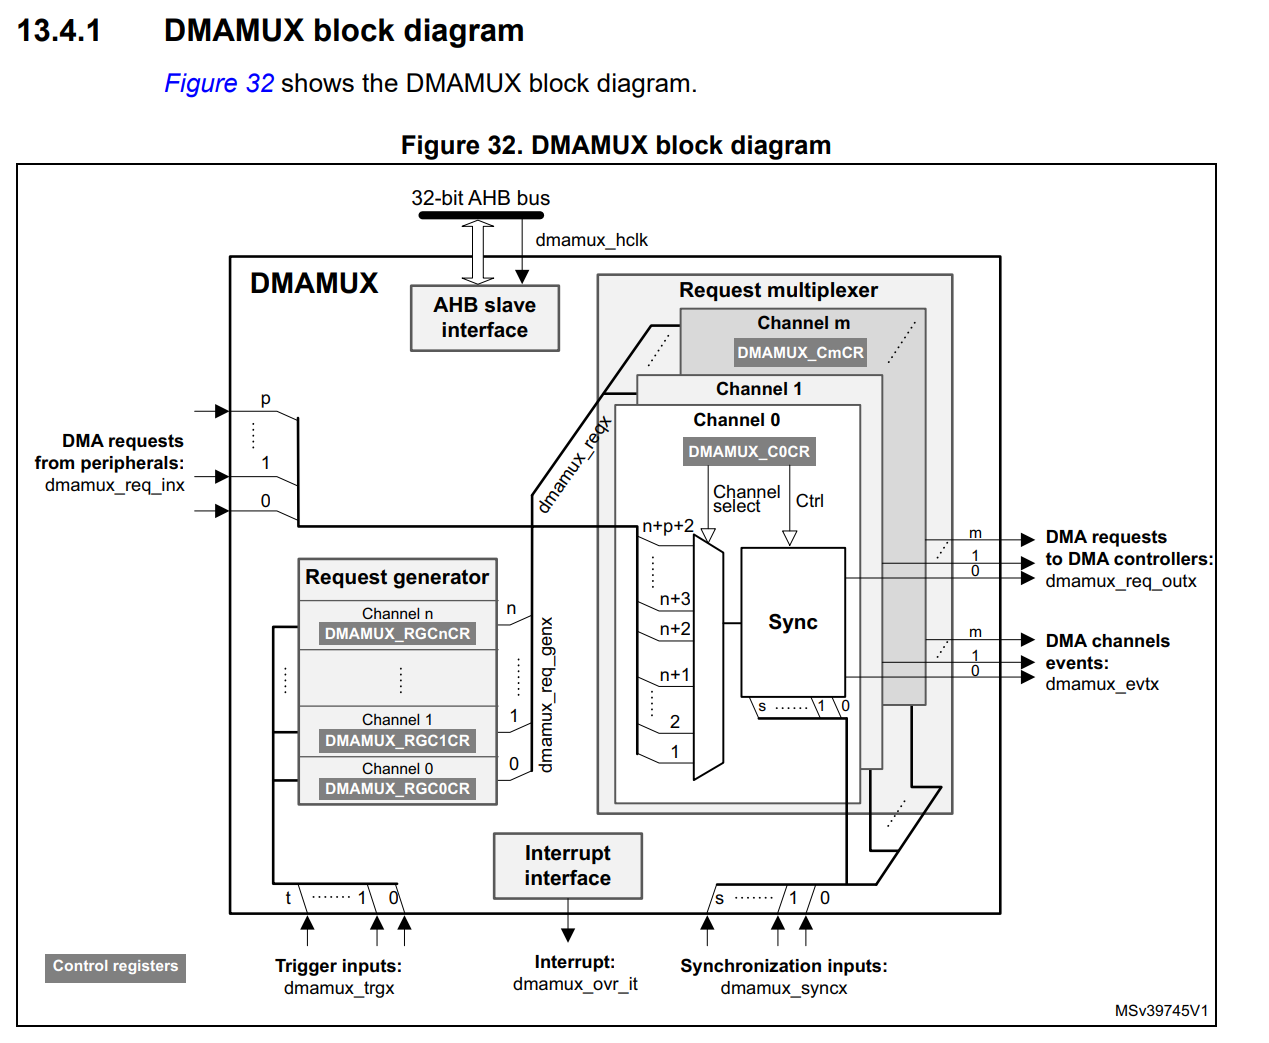 13.4.1 DMAMUX block diagram
Figure 32 shows the DMAMUX block diagram.
Figure 32. DMAMUX block diagram
32-bit AHB bus
dmamux_hclk
DMAMUX
AHB slave
interface
Request multiplexer
Channel m
DMAMUX_CmCR
Channel 1
Channel 0
DMAMUX_C0CR
Channel
select
Ctrl
p
1
0
DMA requests
from peripherals:
dmamux_req_inx
dmamux_reqx
n+p+2
n+3
n+2
n+1
2
1
Sync
s 1 0
m
1
0
DMA requests
to DMA controllers:
dmamux_req_outx
m
1
0
DMA channels
events:
dmamux_evtx
Request generator
Channel n
DMAMUX_RGCnCR
Channel 1
DMAMUX_RGC1CR
Channel 0
DMAMUX_RGC0CR
n
1
0
dmamux_req_genx
Interrupt
interface
t 1 0
s 1 0
Control registers
Trigger inputs:
dmamux_trgx
Interrupt:
dmamux_ovr_it
Synchronization inputs:
dmamux_syncx
MSv39745V1